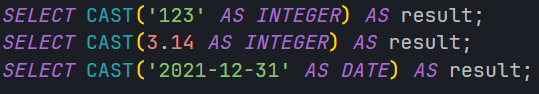 SELECT CAST('123' AS INTEGER) AS result;
SELECT CAST(3.14 AS INTEGER) AS result;
SELECT CAST('2021-12-31' AS DATE) AS result;